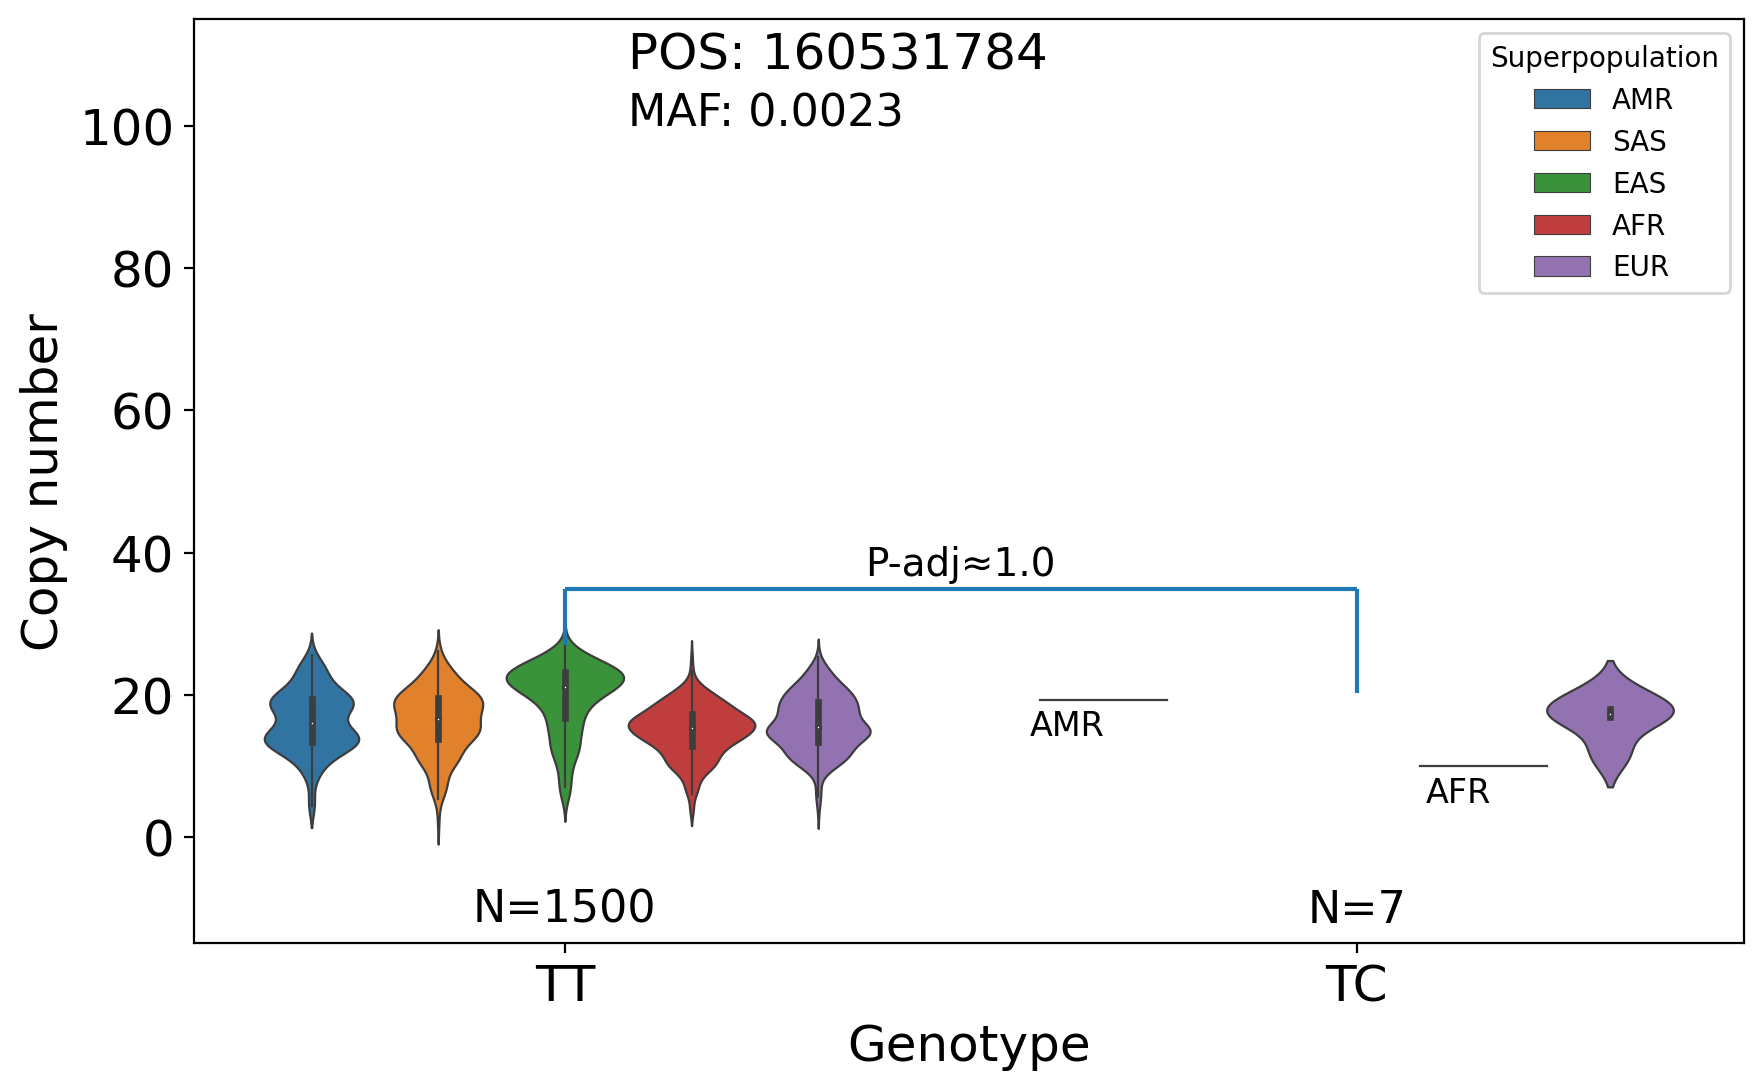 POS: 160531784
MAF: 0.0023
Superpopulation
AMR
SAS
EAS
AFR
EUR
100
80
60
40
20
0
Copy number
P-adj≈1.0
AMR
AFR
N=1500
N=7
TT
TC
Genotype